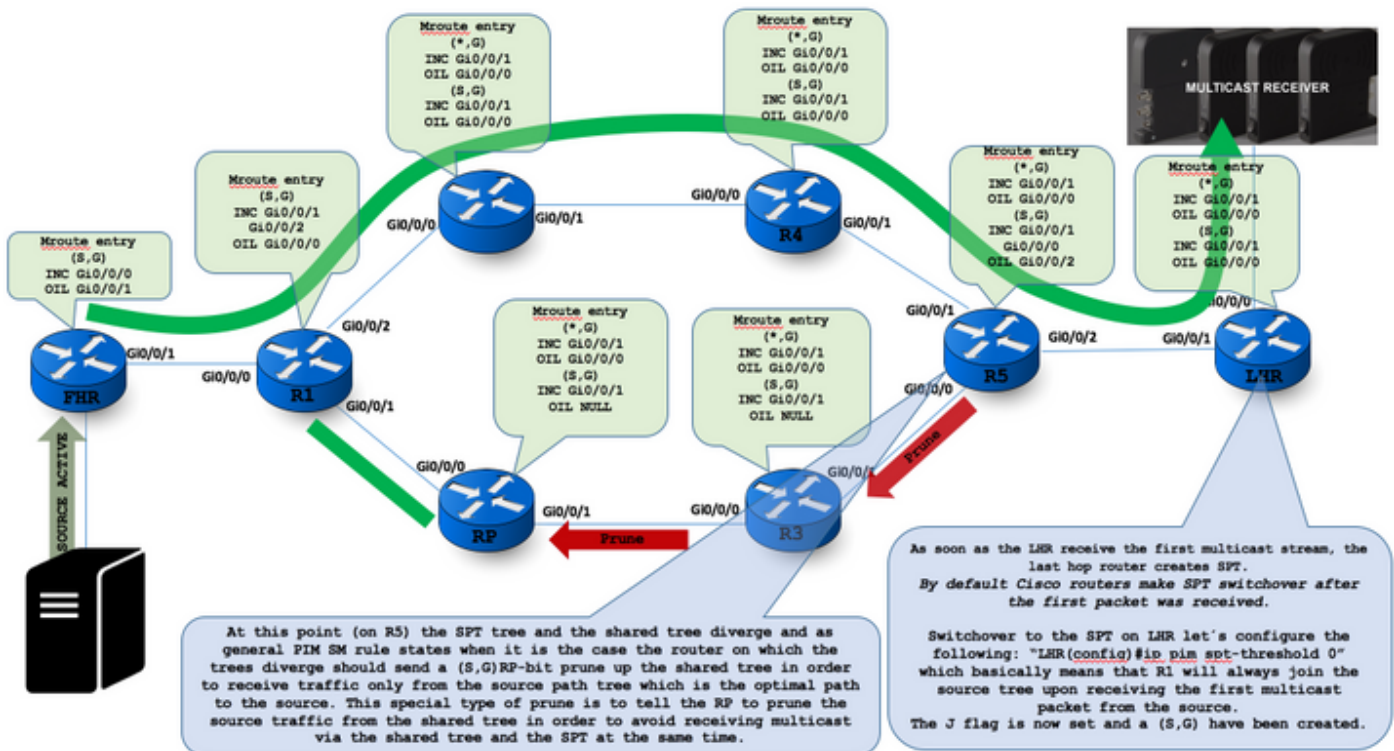 Mroute entry
(*,G)
INC Gi0/0/1
OIL Gi0/0/0
(S,G)
INC Gi0/0/1
OIL Gi0/0/0
Mroute entry
(*,G)
INC Gi0/0/1
OIL Gi0/0/0
(S,G)
INC Gi0/0/1
OIL Gi0/0/0
MULTICAST RECEIVER
Mroute entry
(S,G)
INC Gi0/0/1
Gi0/0/2
OIL Gi0/0/0
Mroute entry
(*,G)
INC Gi0/0/1
OIL Gi0/0/0
(S,G)
INC Gi0/0/1
Gi0/0/0
OIL Gi0/0/2
Mroute entry
(*,G)
INC Gi0/0/1
OIL Gi0/0/0
(S,G)
INC Gi0/0/1
OIL Gi0/0/0
Mroute entry
(S,G)
INC Gi0/0/0
OIL Gi0/0/1
Gi0/0/0
Gi0/0/1
Gi0/0/0
R4
Gi0/0/1
Mroute entry
(*,G)
INC Gi0/0/1
OIL Gi0/0/0
(S,G)
INC Gi0/0/1
OIL NULL
Mroute entry
(*,G)
INC Gi0/0/1
OIL Gi0/0/0
(S,G)
INC Gi0/0/1
OIL NULL
FHR
Gi0/0/1
Gi0/0/0
R1
Gi0/0/2
Gi0/0/1
Gi0/0/1
R5
Gi0/0/2
Gi0/0/0
Gi0/0/1
Gi0/0/0
LHR
SOURCE ACTIVE
Gi0/0/0
RP
Gi0/0/1
Prune
Gi0/0/0
R3
Gi0/0/1
Prune
At this point (on R5) the SPT tree and the shared tree diverge and as
general PIM SM rule states when it is the case the router on which the
trees diverge should send a (S,G)RP-bit prune up the shared tree in order
to receive traffic only from the source path tree which is the optimal path
to the source. This special type of prune is to tell the RP to prune the
source traffic from the shared tree in order to avoid receiving multicast
via the shared tree and the SPT at the same time.
As soon as the LHR receive the first multicast stream, the
last hop router creates SPT.
By default Cisco routers make SPT switchover after
the first packet was received.
Switchover to the SPT on LHR let´s configure the
following: “LHR(config)#ip pim spt-threshold 0”
which basically means that R1 will always join the
source tree upon receiving the first multicast
packet from the source.
The J flag is now set and a (S,G) have been created.